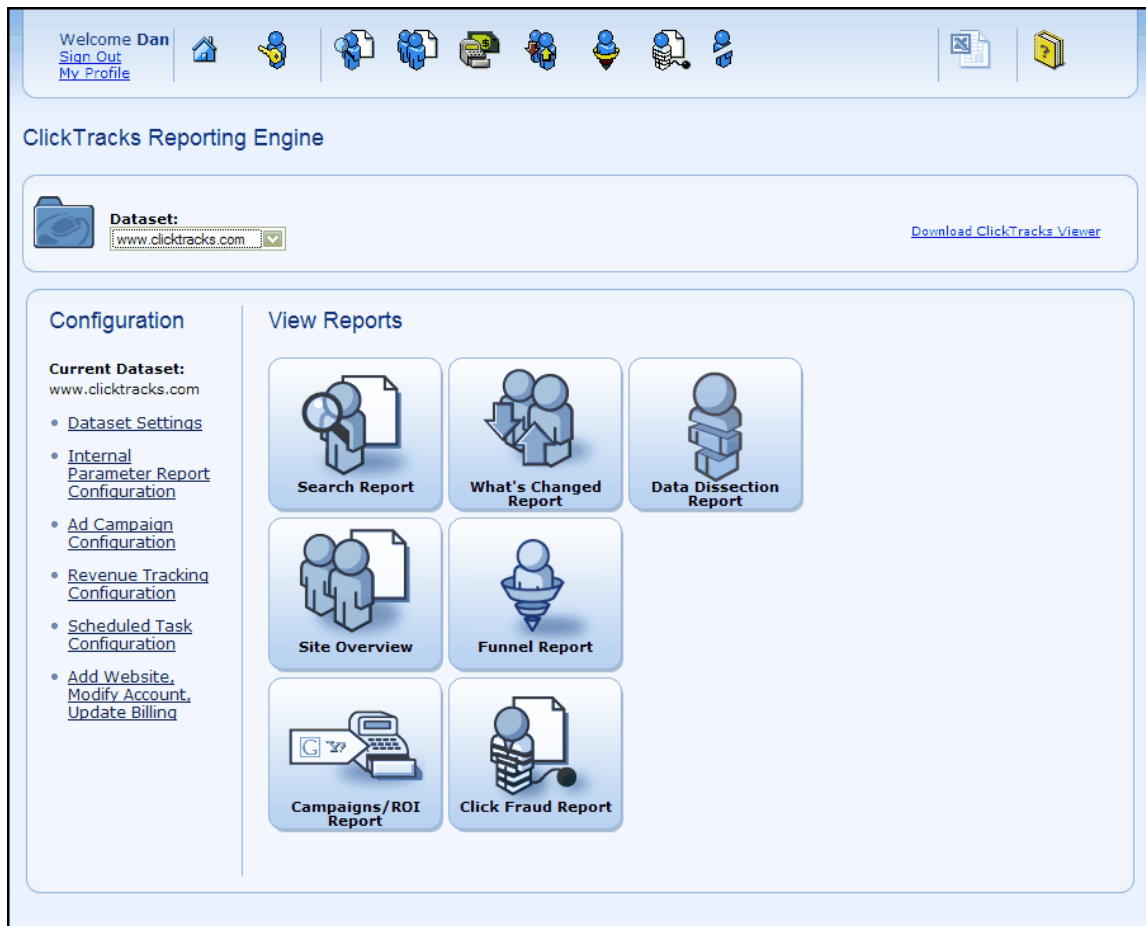 Welcome Dan
Sign Out
My Profile
ClickTracks Reporting Engine
Dataset:
www.clicktracks.com
Download ClickTracks Viewer
Configuration
Current Dataset:
www.clicktracks.com
Dataset Settings
Internal
Parameter Report
Configuration
Ad Campaign
Configuration
Revenue Tracking
Configuration
Scheduled Task
Configuration
Add Website,
Modify Account,
Update Billing
View Reports
Search Report
What's Changed
Report
Data Dissection
Report
Site Overview
Funnel Report
G Y?
Campaigns/ROI
Report
Click Fraud Report